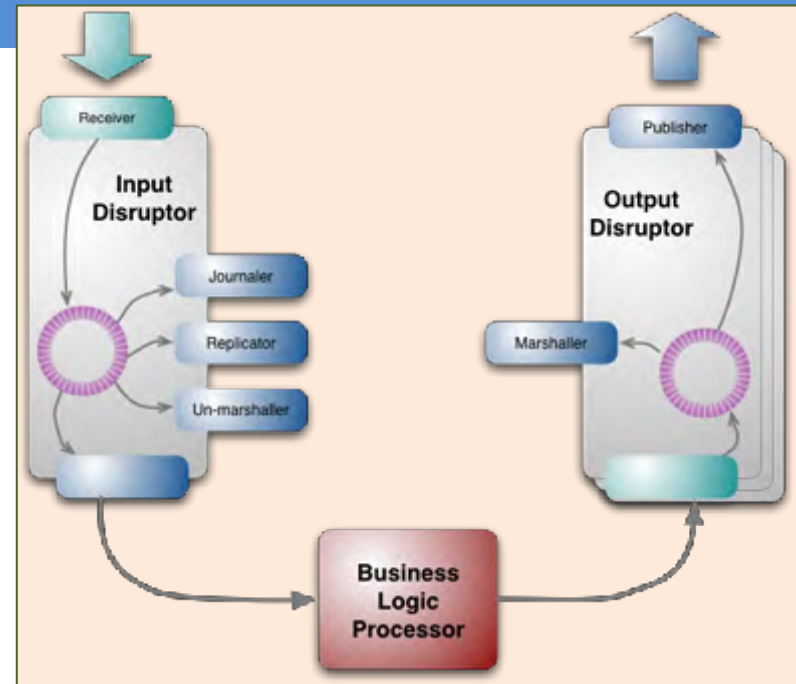 Receiver
Input
Disruptor
Journaler
Replicator
Un-marshaller
Publisher
Output
Disruptor
Marshaller
Business
Logic
Processor